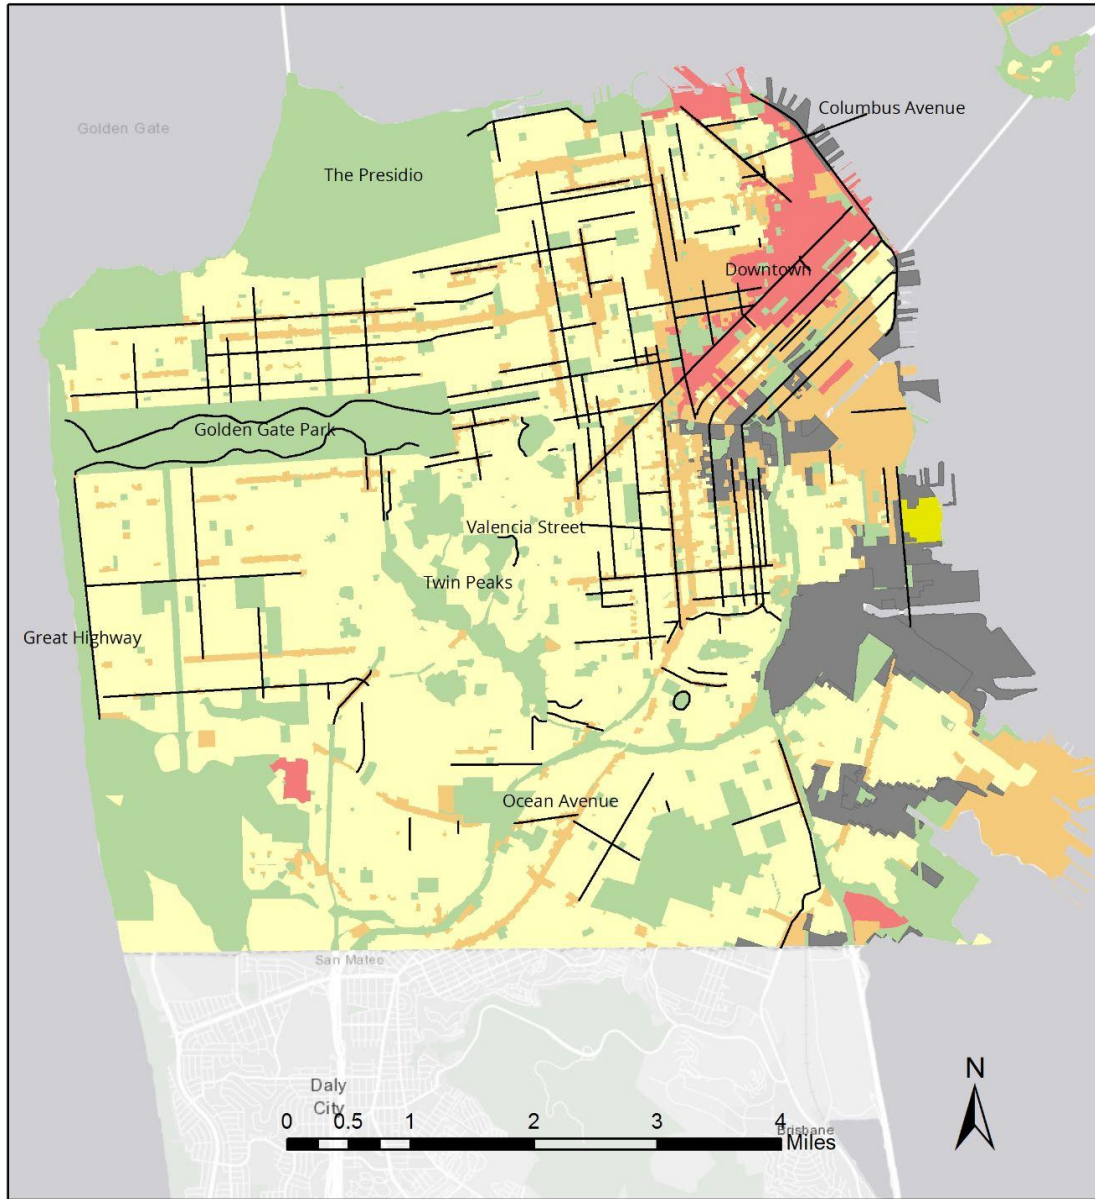 Columbus Avenue
Golden Gate
The Presidio
Downtown
Golden Gate Park
Valencia Street
Twin Peaks
Great Highway
Ocean Avenue
San Mateo
N
Daly
City
0 0.5 1 2 3 4
Miles
Brisbane